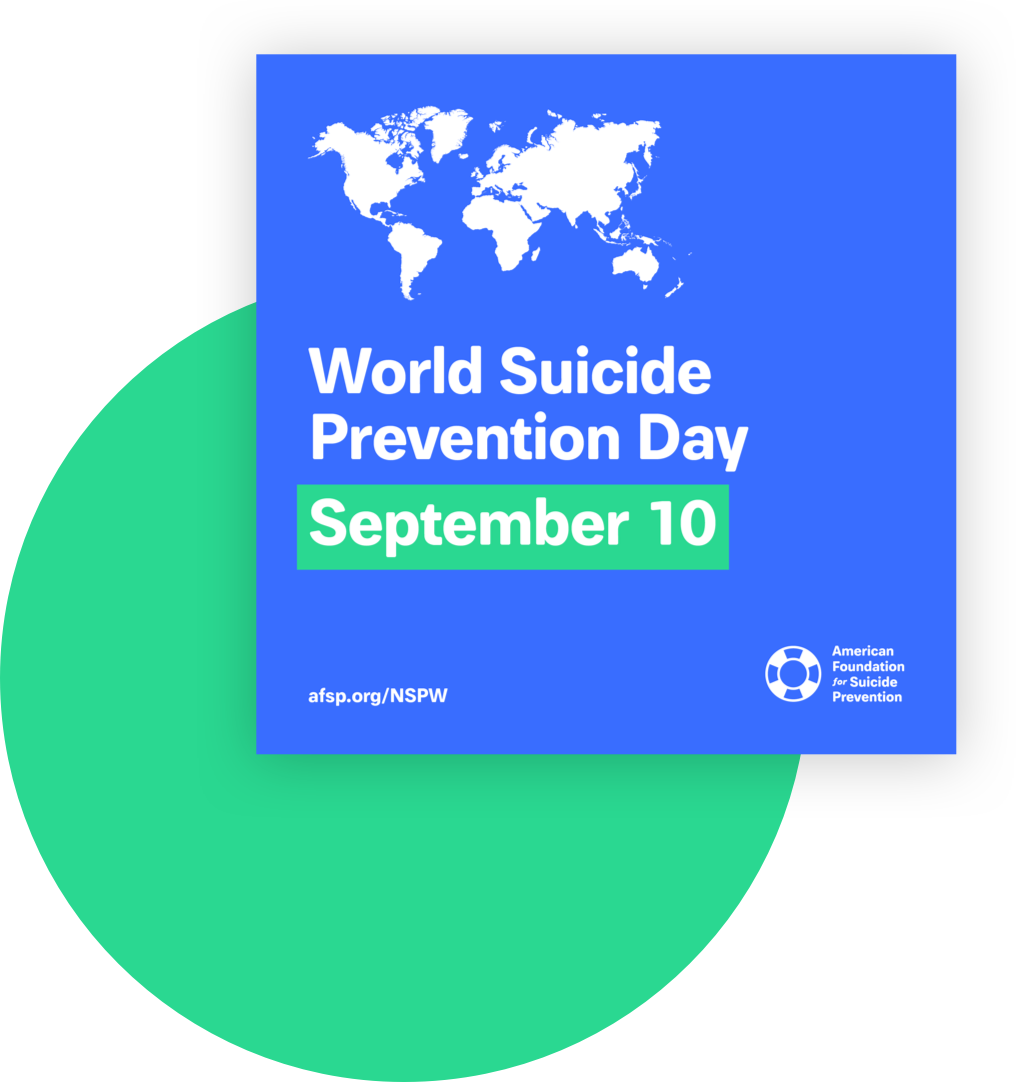 World Suicide
Prevention Day
September 10
afsp.org/NSPW
American
Foundation
for Suicide
Prevention